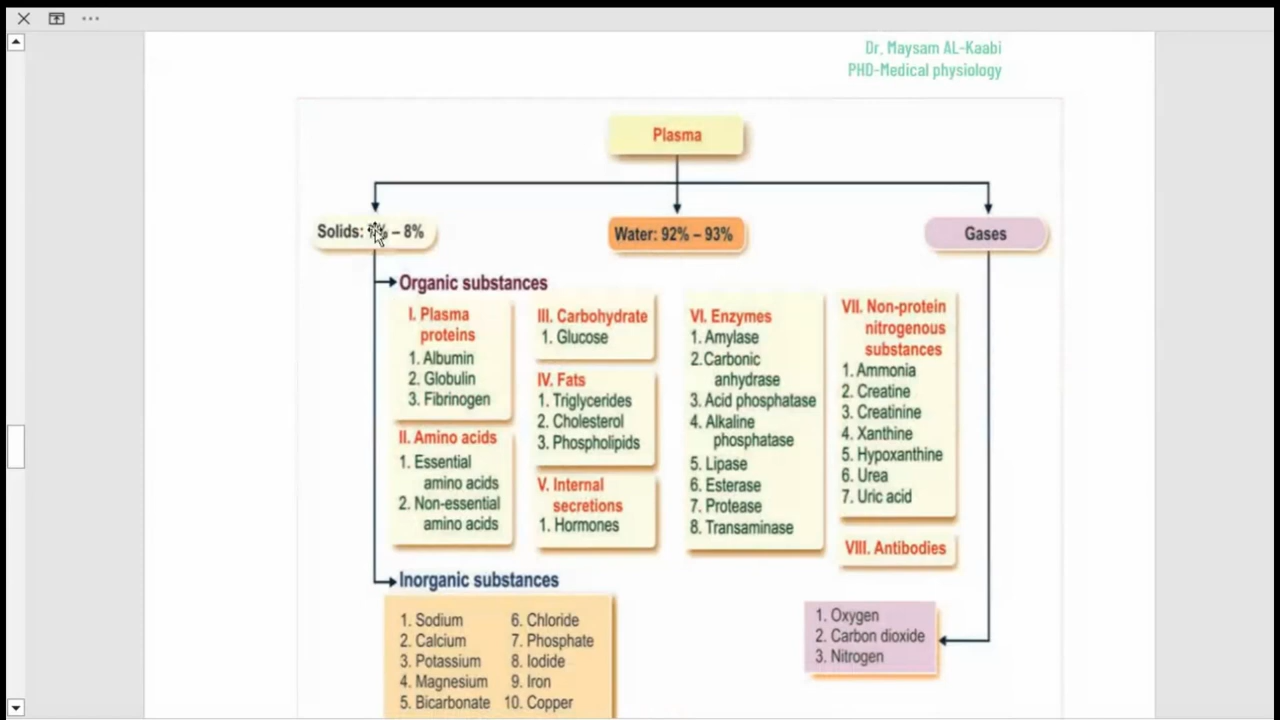 Dr. Maysam AL-Kaabi
PHD-Medical physiology
Plasma
Solids: – 8%
Water: 92% – 93%
Gases
Organic substances
I. Plasma
proteins
1. Albumin
2. Globulin
3. Fibrinogen
II. Amino acids
1. Essential
amino acids
2. Non-essential
amino acids
III. Carbohydrate
1. Glucose
IV. Fats
1. Triglycerides
2. Cholesterol
3. Phospholipids
V. Internal
secretions
1. Hormones
VI. Enzymes
1. Amylase
2. Carbonic
anhydrase
3. Acid phosphatase
4. Alkaline
phosphatase
5. Lipase
6. Esterase
7. Protease
8. Transaminase
VII. Non-protein
nitrogenous
substances
1. Ammonia
2. Creatine
3. Creatinine
4. Xanthine
5. Hypoxanthine
6. Urea
7. Uric acid
VIII. Antibodies
Inorganic substances
1. Sodium
2. Calcium
3. Potassium
4. Magnesium
5. Bicarbonate
6. Chloride
7. Phosphate
8. Iodide
9. Iron
10. Copper
1. Oxygen
2. Carbon dioxide
3. Nitrogen